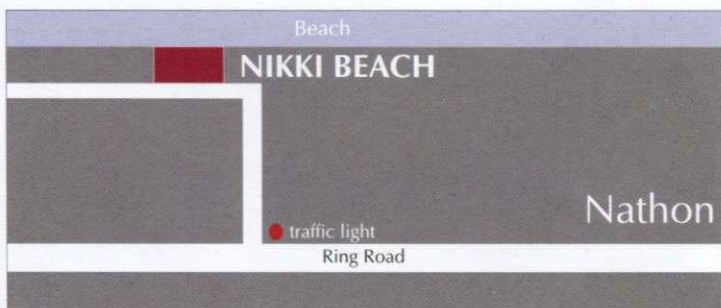 Beach
NIKKI BEACH
Nathon
traffic light
Ring Road